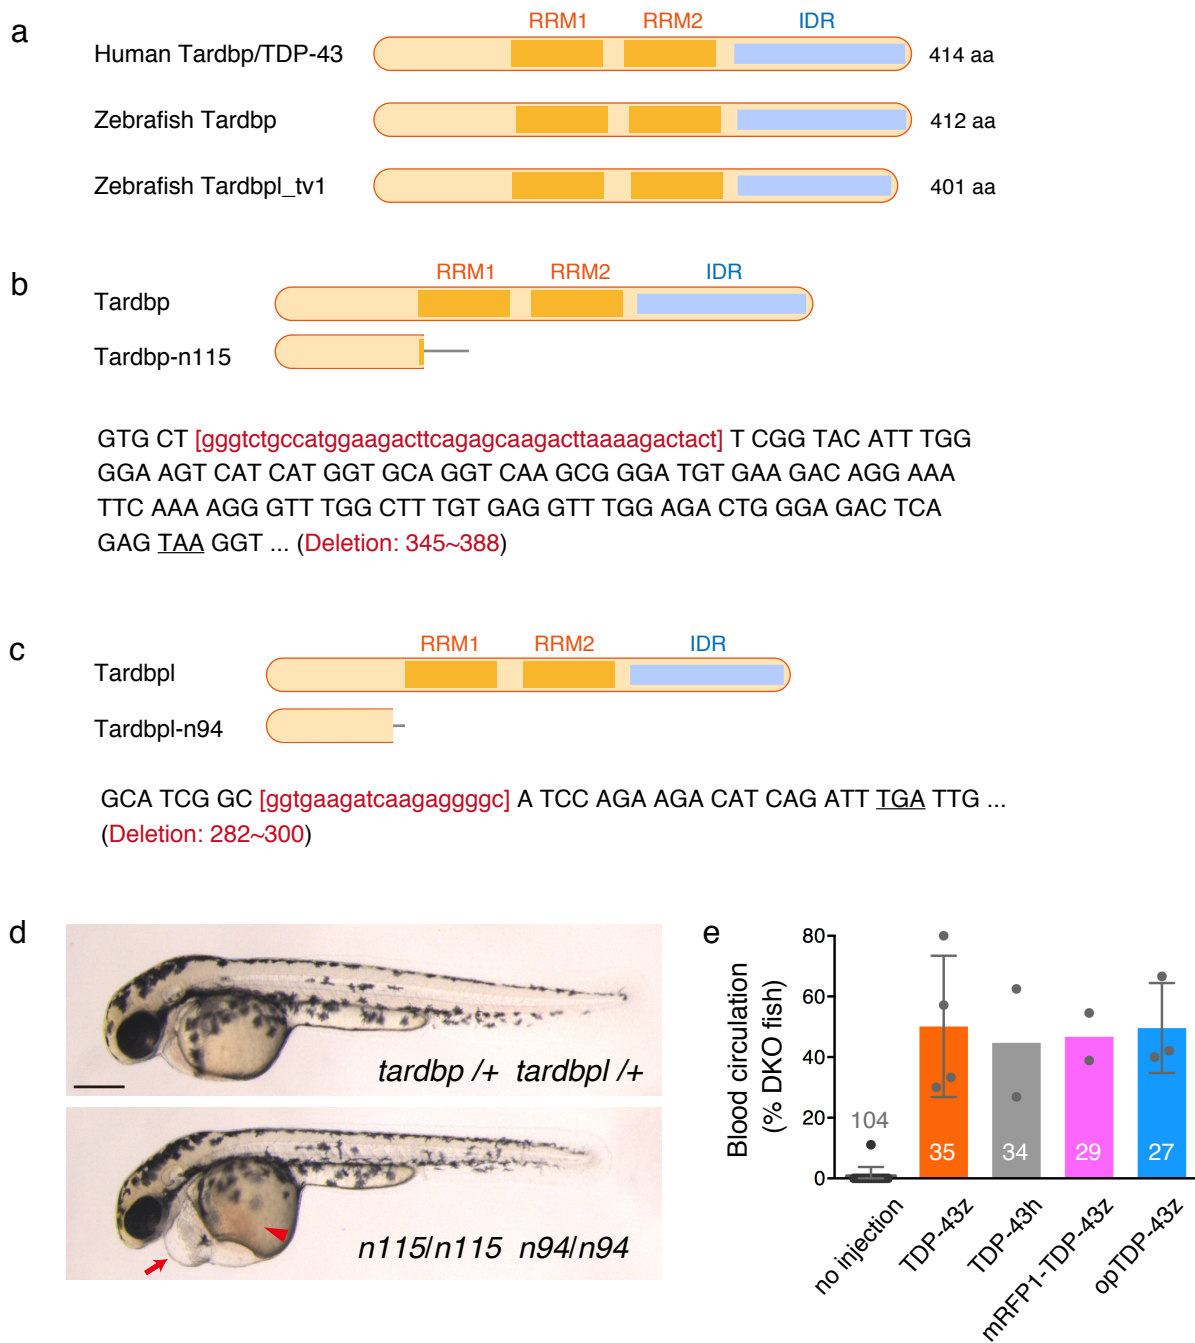 a
RRM1 RRM2 IDR
Human Tardbp/TDP-43 414 aa
Zebrafish Tardbp 412 aa
Zebrafish Tardbpl_tv1 401 aa
b
RRM1 RRM2 IDR
Tardbp
Tardbp-n115
GTG CT [gggtctgccatggaagacttcagagcaagacttaaaagactact] T CGG TAC ATT TGG
GGA AGT CAT CAT GGT GCA GGT CAA GCG GGA TGT GAA GAC AGG AAA
TTC AAA AGG GTT TGG CTT TGT GAG GTT TGG AGA CTG GGA GAC TCA
GAG TAA GGT ... (Deletion: 345~388)
c
RRM1 RRM2 IDR
Tardbpl
Tardbpl-n94
GCA TCG GC [ggtgaagatcaagaggggc] A TCC AGA AGA CAT CAG ATT TGA TTG ...
(Deletion: 282~300)
d
tardbp /+ tardbpl /+
n115/n115 n94/n94
e
Blood circulation
(% DKO fish)
80
60
40
20
0
104
35
34
29
27
no injection
TDP-43z
TDP-43h
mRFP1-TDP-43z
opTDP-43z